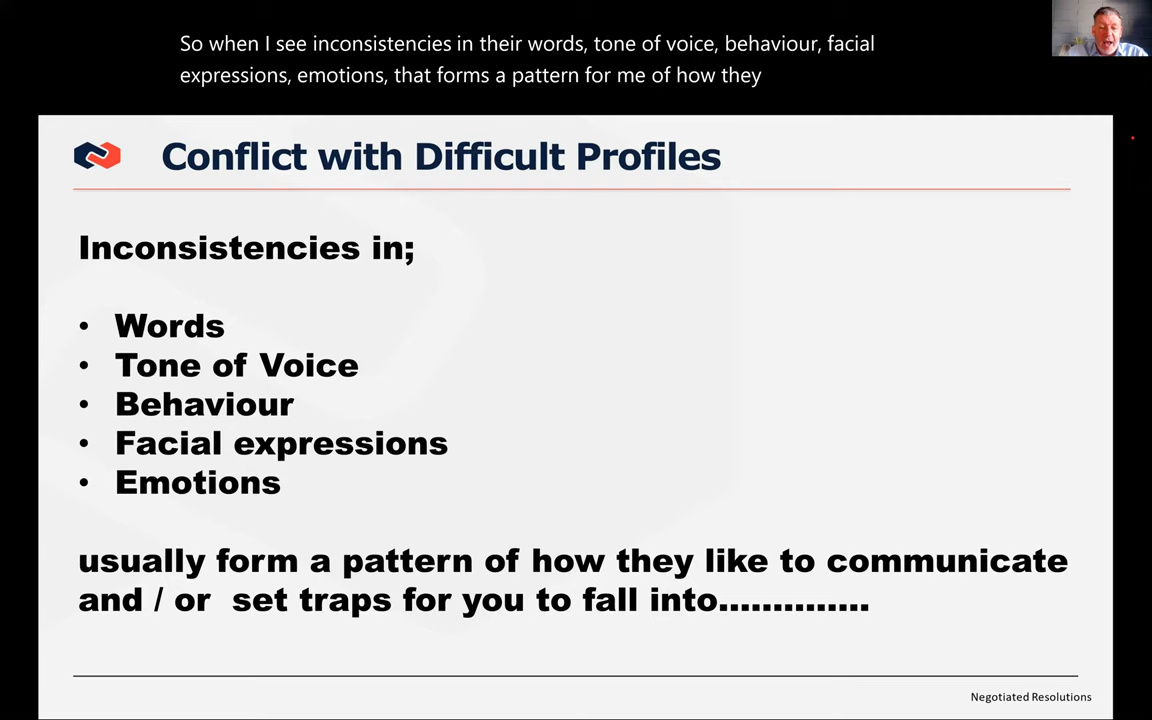 So when I see inconsistencies in their words, tone of voice, behaviour, facial
expressions, emotions, that forms a pattern for me of how they
Conflict with Difficult Profiles
Inconsistencies in;
• Words
• Tone of Voice
• Behaviour
• Facial expressions
• Emotions
usually form a pattern of how they like to communicate
and / or set traps for you to fall into..............
Negotiated Resolutions